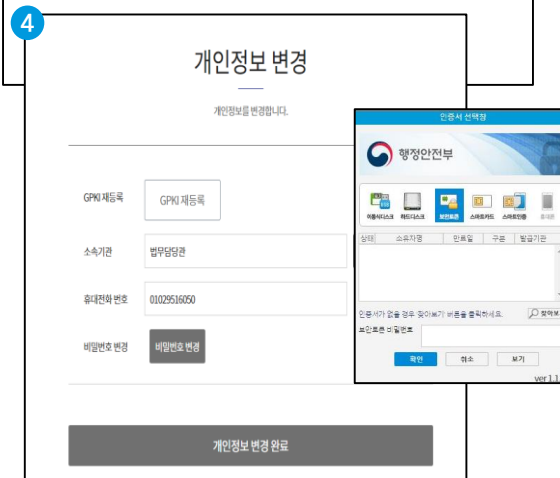 4
개인정보 변경
개인정보를 변경합니다.
GPKI 재등록
GPKI 재등록
소속기관
법무담당관
휴대전화 번호
01029516050
비밀번호 변경
비밀번호 변경
개인정보 변경 완료
인증서 선택창
행정안전부
이동식디스크 하드디스크 보안토큰 스마트카드 스마트인증 휴대폰
상태 소유자명 만료일 구분 발급기관
인증서가 없을 경우 찾아보기 버튼을 클릭하세요.
찾아보
보안토큰 비밀번호
확인 취소 보기
ver 1.1.